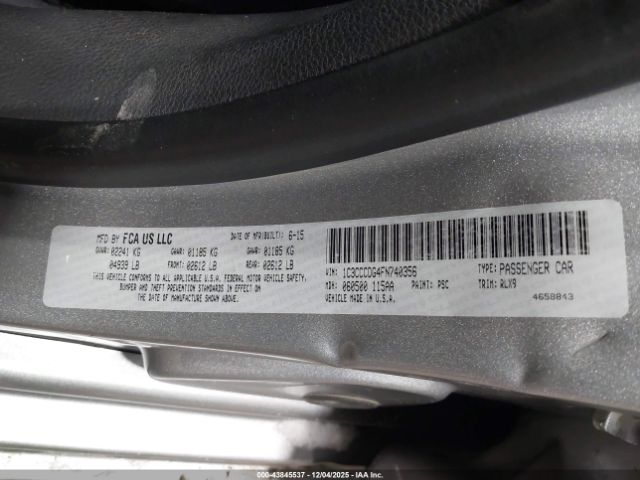 MFD BY FCA US LLC DATE OF MFR(BUILT): 6-15
GVWR: 02241 KG GAWR: 01185 KG GAWR: 01185 KG
04939 LB FRONT: 02612 LB REAR: 02612 LB
THIS VEHICLE CONFORMS TO ALL APPLICABLE U.S.A. FEDERAL MOTOR VEHICLE SAFETY,
BUMPER AND THEFT PREVENTION STANDARDS IN EFFECT ON
THE DATE OF MANUFACTURE SHOWN ABOVE.
VIN: 1C3CCCDG4FN740356 TYPE: PASSENGER CAR
MDH: 060500 115AA PAINT: PSC TRIM: RLX9
VEHICLE MADE IN U.S.A. 4658843
000-43845537 - 12/04/2025 - IAAI.COM